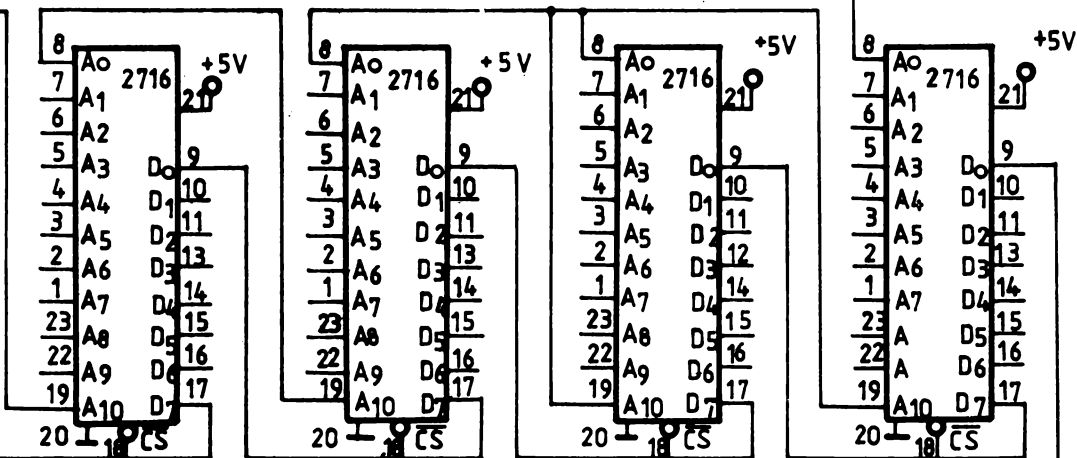 8 A0 2716 +5V
7 A1 21
6 A2
5 A3 D0 9
4 A4 D1 10
3 A5 D2 11
2 A6 D3 13
1 A7 D4 14
23 A8 D5 15
22 A9 D6 16
19 A10 D7 17
20 18 CS
8 A0 2716 +5V
7 A1 21
6 A2
5 A3 D0 9
4 A4 D1 10
3 A5 D2 11
2 A6 D3 13
1 A7 D4 14
23 A8 D5 15
22 A9 D6 16
19 A10 D7 17
20 18 CS
8 A0 2716 +5V
7 A1 21
6 A2
5 A3 D0 9
4 A4 D1 10
3 A5 D2 11
2 A6 D3 12
1 A7 D4 14
23 A8 D5 15
22 A9 D6 16
19 A10 D7 17
20 18 CS
8 A0 2716 +5V
7 A1 21
6 A2
5 A3 D0 9
4 A4 D1 10
3 A5 D2 11
2 A6 D3 13
1 A7 D4 14
23 A D5 15
22 A D6 16
19 A10 D7 17
20 18 CS